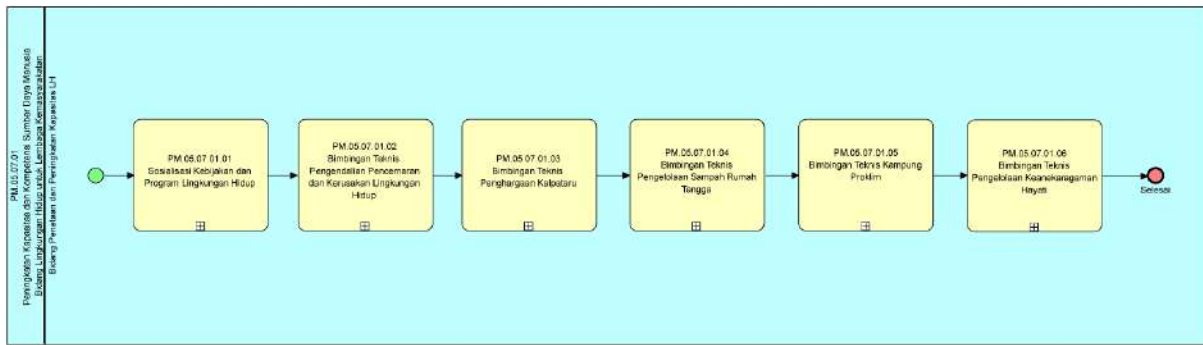 PM.05.07.01
Peningkatan Kapasitas dan Kompetensi Sumber Daya Manusia
Bidang Lingkungan Hidup untuk Lembaga Kemasyarakatan
Bidang Penataan dan Peningkatan Kapasitas LH
PM.05.07.01.01
Sosialisasi Kebijakan dan
Program Lingkungan Hidup
PM.05.07.01.02
Bimbingan Teknis
Pengendalian Pencemaran
dan Kerusakan Lingkungan
Hidup
PM.05.07.01.03
Bimbingan Teknis
Penghargaan Kalpataru
PM.05.07.01.04
Bimbingan Teknis
Pengelolaan Sampah Rumah
Tangga
PM.05.07.01.05
Bimbingan Teknis Kampung
Proklim
PM.05.07.01.06
Bimbingan Teknis
Pengelolaan Keanekaragaman
Hayati
Selesai